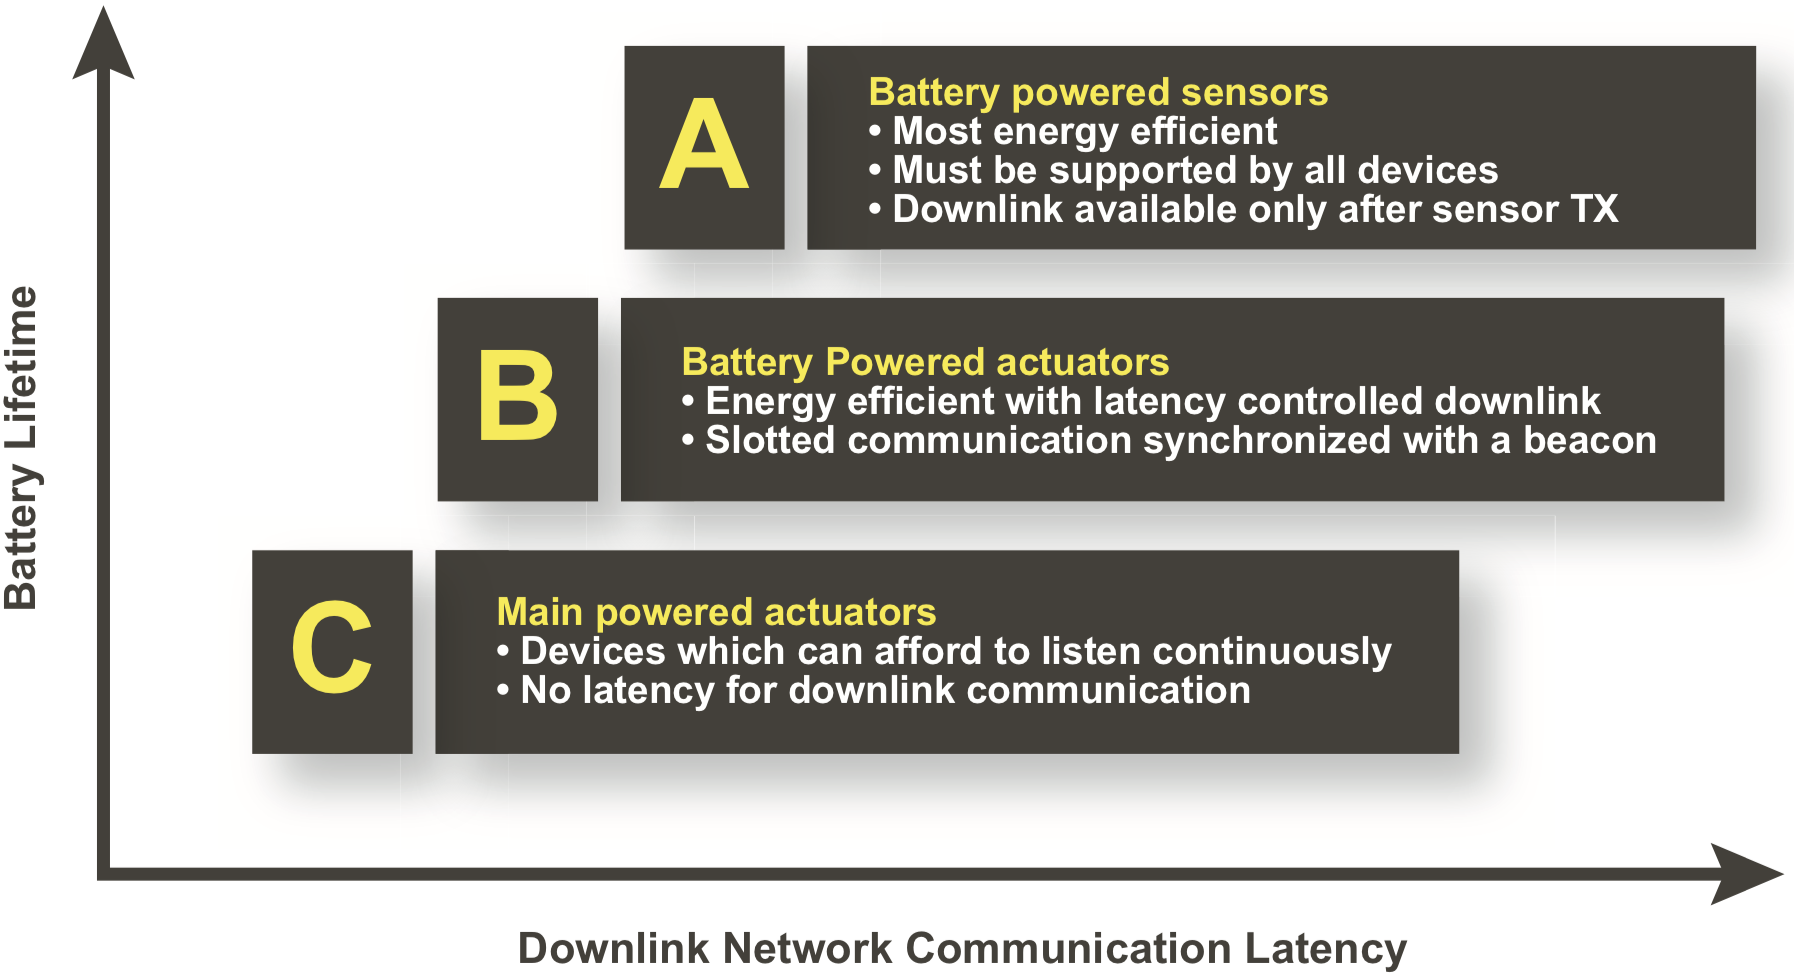 A
Battery powered sensors
• Most energy efficient
• Must be supported by all devices
• Downlink available only after sensor TX
B
Battery Powered actuators
• Energy efficient with latency controlled downlink
• Slotted communication synchronized with a beacon
C
Main powered actuators
• Devices which can afford to listen continuously
• No latency for downlink communication
Battery Lifetime
Downlink Network Communication Latency